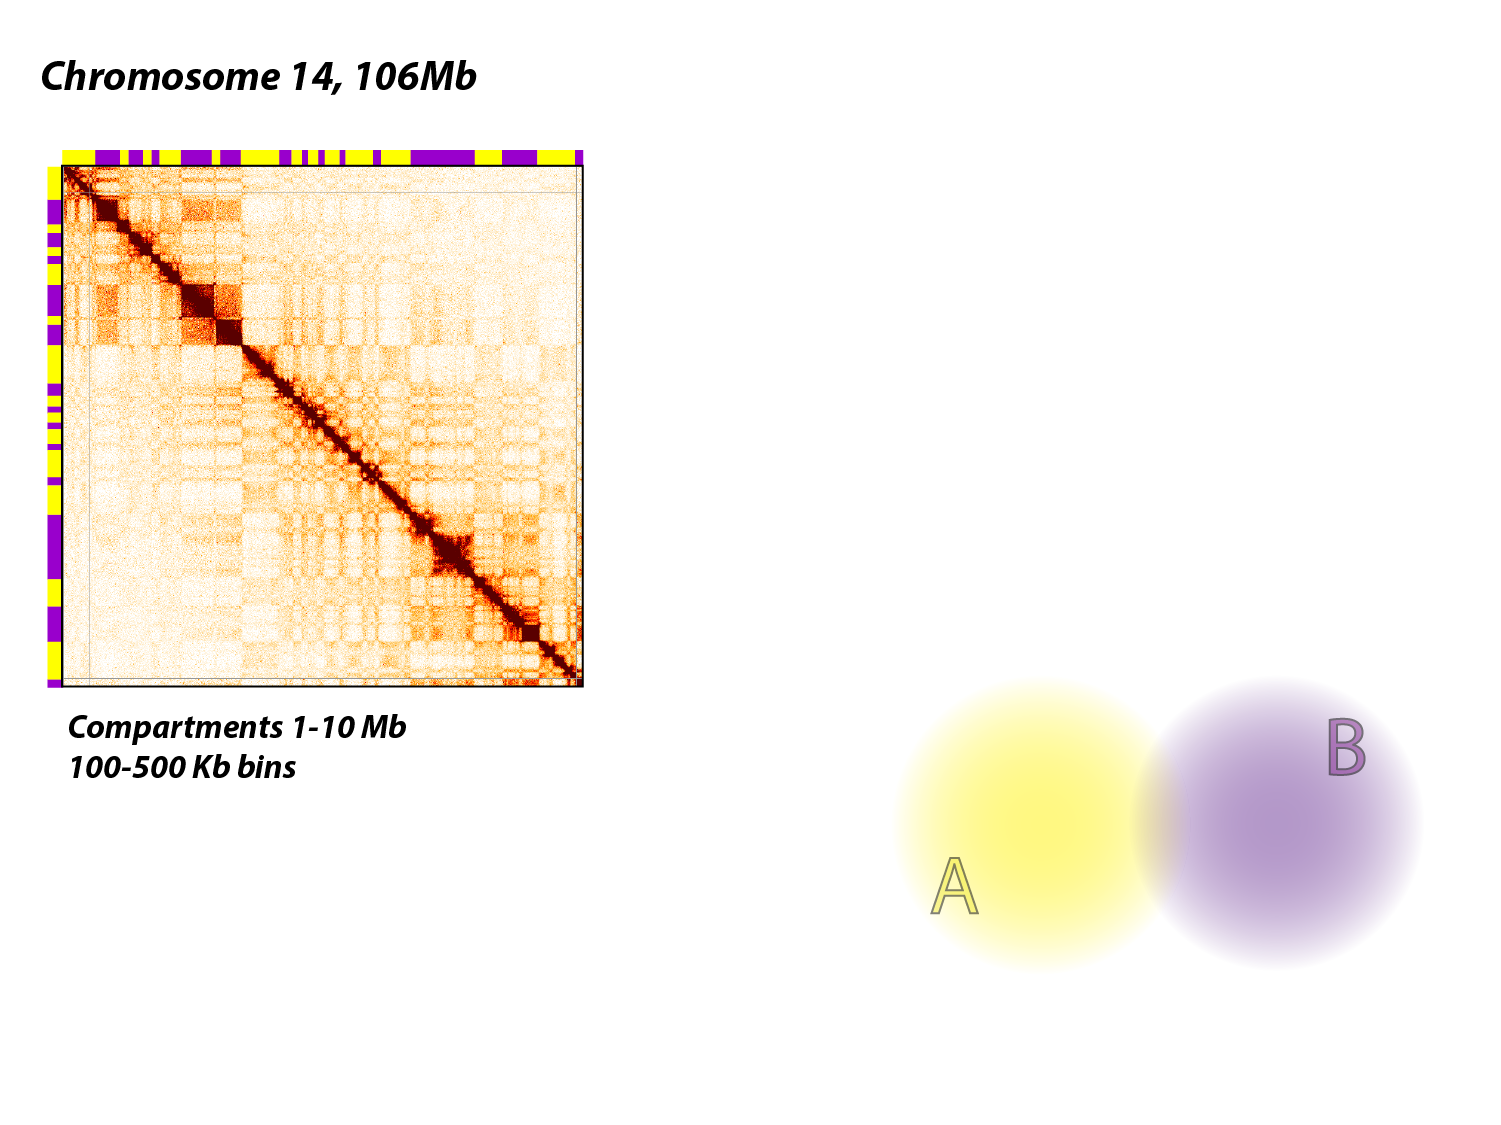 Chromosome 14, 106Mb
Compartments 1-10 Mb
100-500 Kb bins
B
A